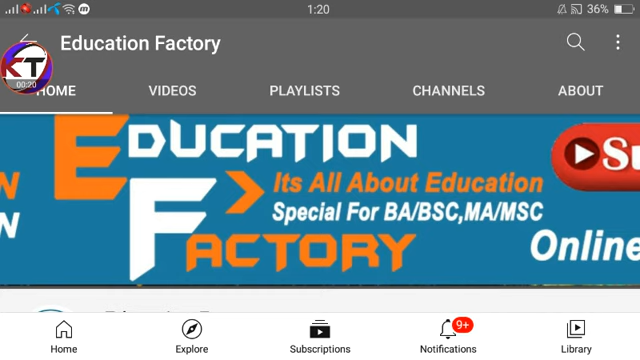 1:20
36%
Education Factory
KT
00:20
HOME
VIDEOS
PLAYLISTS
CHANNELS
ABOUT
EDUCATION
Its All About Education
Special For BA/BSC,MA/MSC
FACTORY
N
N
Su
Online
Home
Explore
Subscriptions
9+
Notifications
Library